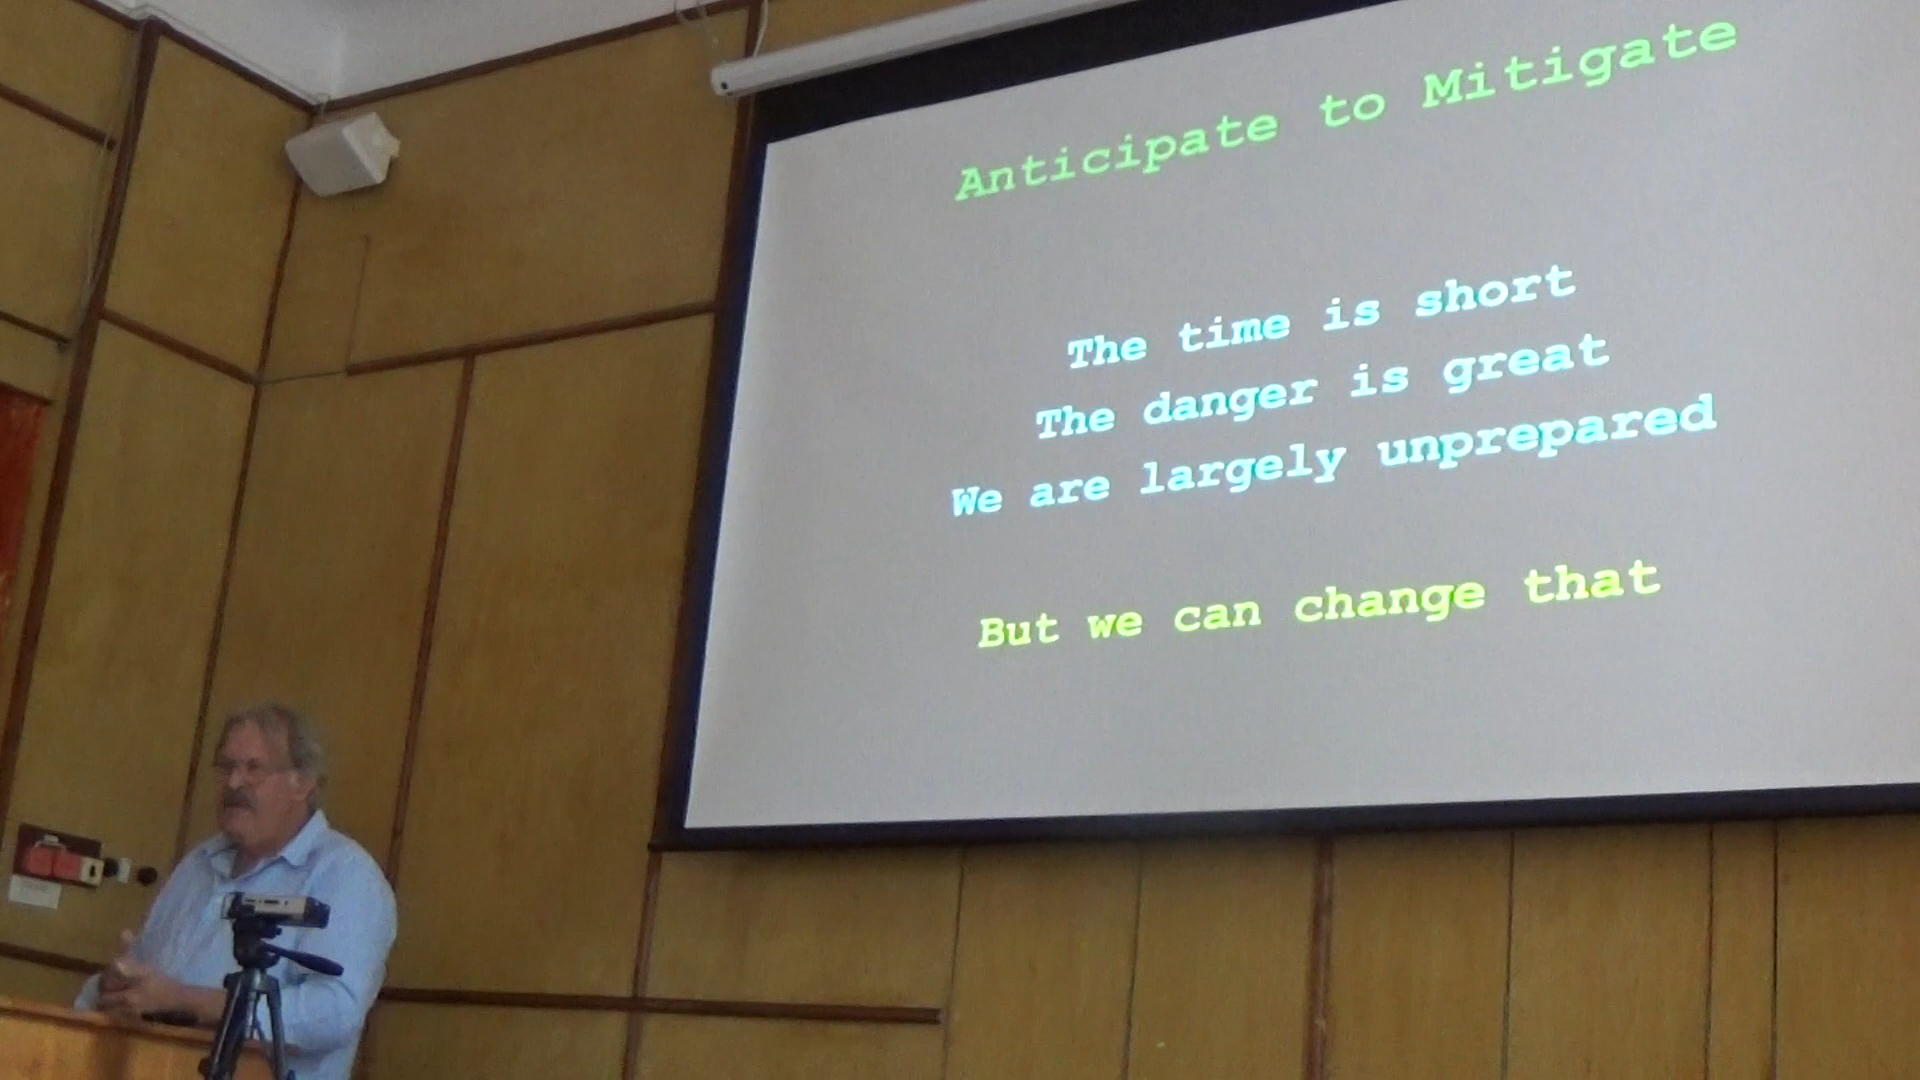 Anticipate to Mitigate
The time is short
The danger is great
We are largely unprepared
But we can change that